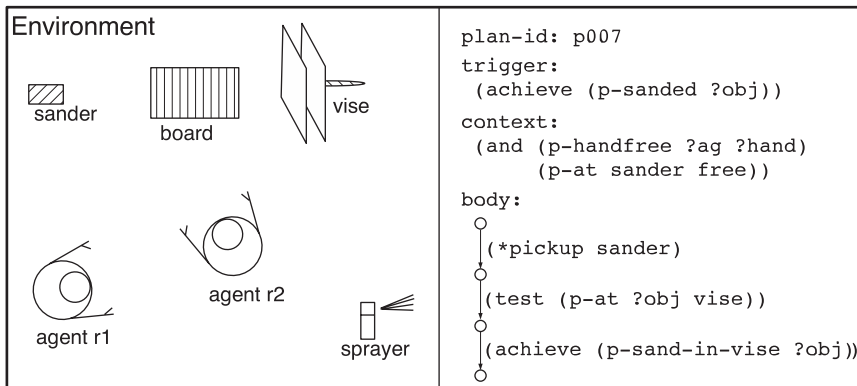 Environment
sander
board
vise
agent r2
agent r1
sprayer
plan-id: p007
trigger:
(achieve (p-sanded ?obj))
context:
(and (p-handfree ?ag ?hand)
(p-at sander free))
body:
(*pickup sander)
(test (p-at ?obj vise))
(achieve (p-sand-in-vise ?obj))